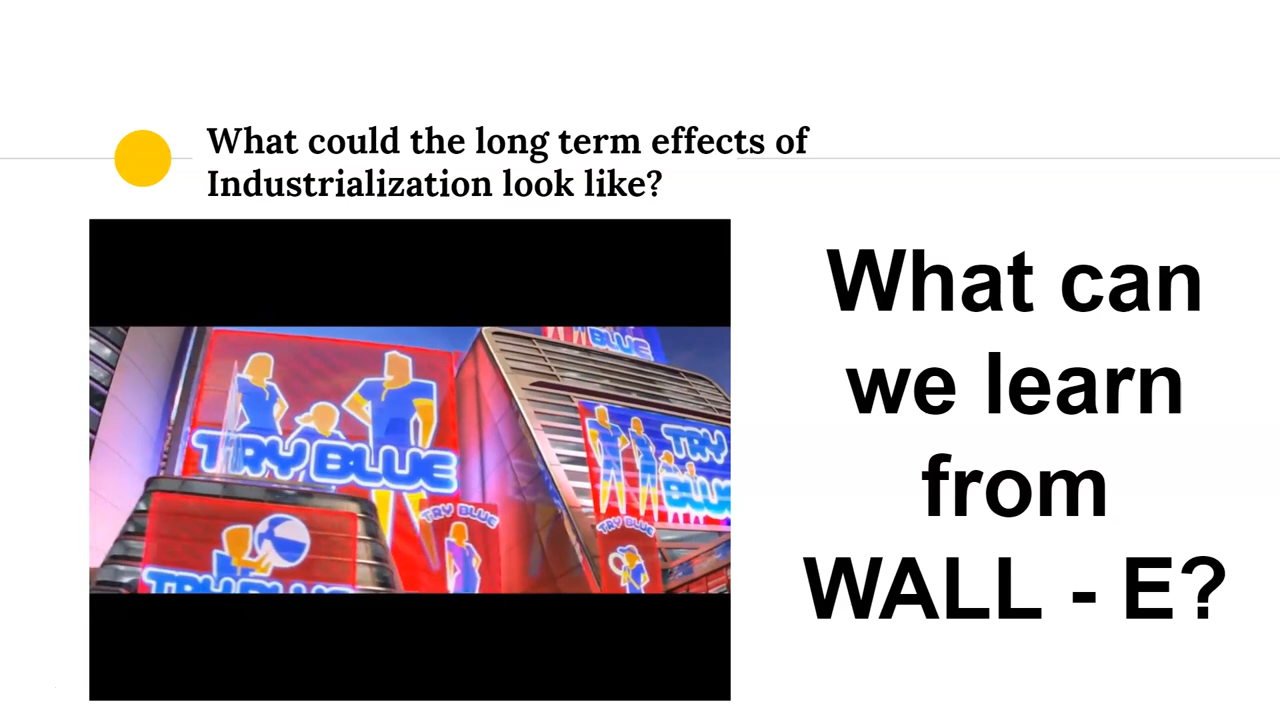 What could the long term effects of
Industrialization look like?
BLUE
TRY BLUE
TRY
BLUE
TRY BLUE
TRY BLUE
TRY BLUE
What can
we learn
from
WALL - E?